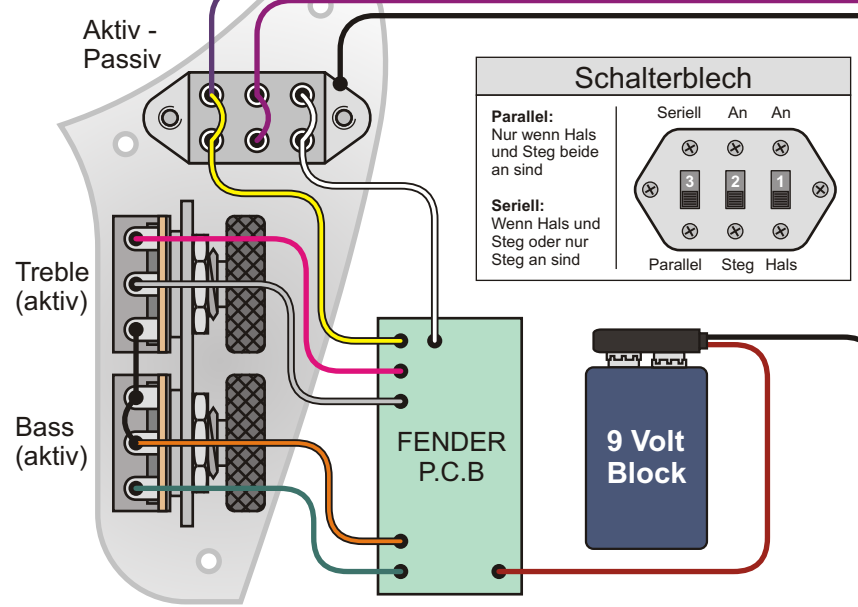 Aktiv -
Passiv
Schalterblech
Parallel:
Nur wenn Hals
und Steg beide
an sind
Seriell:
Wenn Hals und
Steg oder nur
Steg an sind
Seriell An An
3 2 1
Parallel Steg Hals
Treble
(aktiv)
Bass
(aktiv)
FENDER
P.C.B
9 Volt
Block